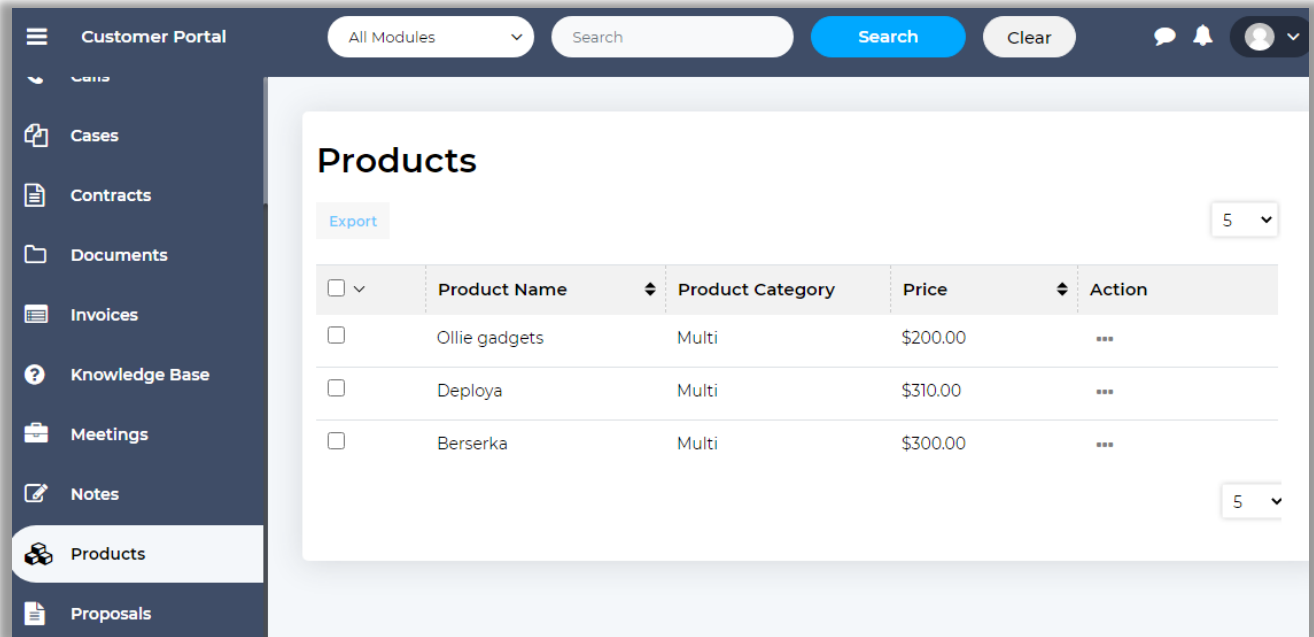 Customer Portal
All Modules
Search
Search
Clear
Calls
Cases
Contracts
Documents
Invoices
Knowledge Base
Meetings
Notes
Products
Proposals
Products
Export
5
Product Name Product Category Price Action
Ollie gadgets Multi $200.00
Deploya Multi $310.00
Berserka Multi $300.00
5